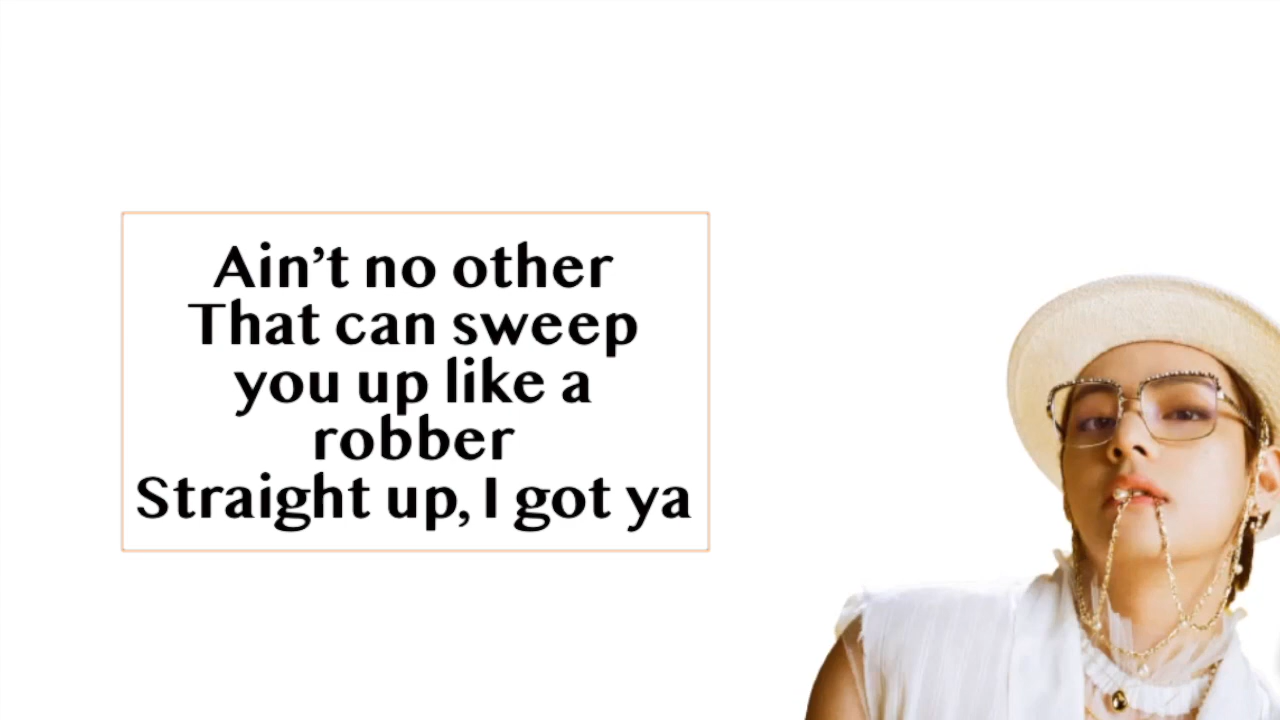 Ain’t no other
That can sweep
you up like a
robber
Straight up, I got ya